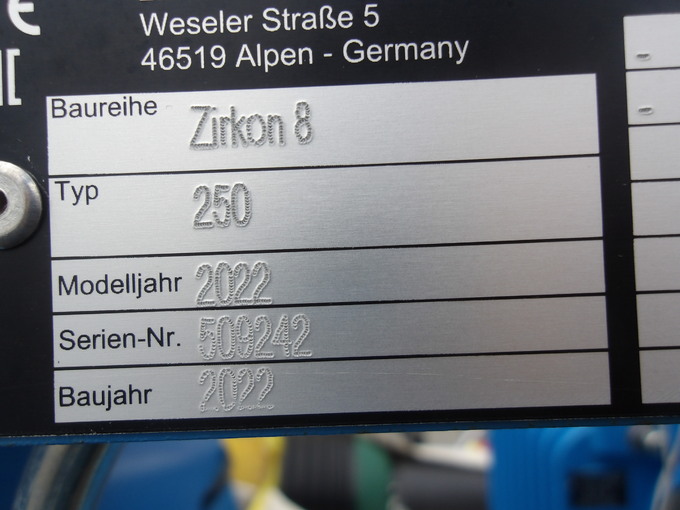 Weseler Straße 5
46519 Alpen - Germany
Baureihe Zirkon 8
Typ 250
Modelljahr 2022
Serien-Nr. 509242
Baujahr 2022
-
-